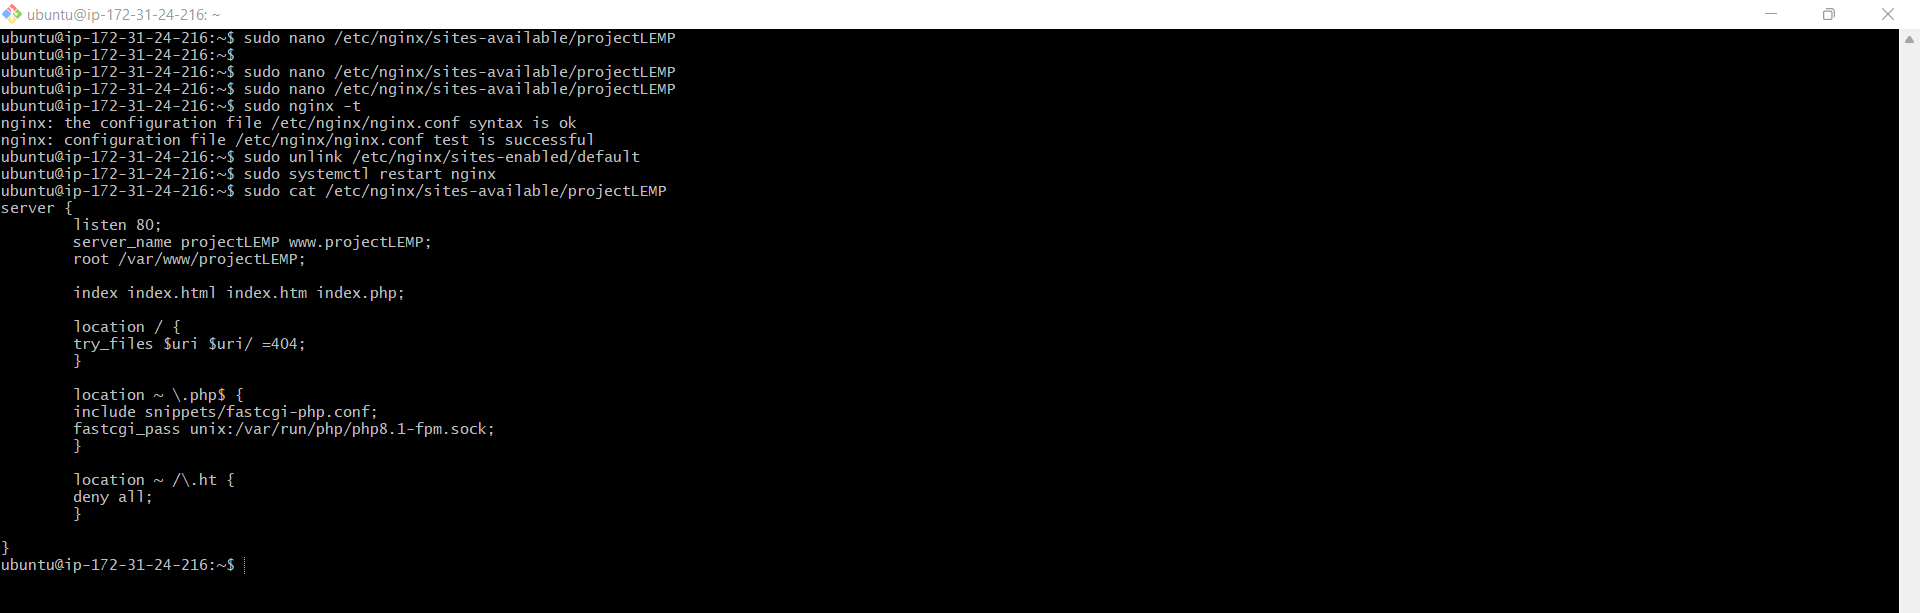 ubuntu@ip-172-31-24-216: ~
ubuntu@ip-172-31-24-216:~$ sudo nano /etc/nginx/sites-available/projectLEMP
ubuntu@ip-172-31-24-216:~$
ubuntu@ip-172-31-24-216:~$ sudo nano /etc/nginx/sites-available/projectLEMP
ubuntu@ip-172-31-24-216:~$ sudo nano /etc/nginx/sites-available/projectLEMP
ubuntu@ip-172-31-24-216:~$ sudo nginx -t
nginx: the configuration file /etc/nginx/nginx.conf syntax is ok
nginx: configuration file /etc/nginx/nginx.conf test is successful
ubuntu@ip-172-31-24-216:~$ sudo unlink /etc/nginx/sites-enabled/default
ubuntu@ip-172-31-24-216:~$ sudo systemctl restart nginx
ubuntu@ip-172-31-24-216:~$ sudo cat /etc/nginx/sites-available/projectLEMP
server {
        listen 80;
        server_name projectLEMP www.projectLEMP;
        root /var/www/projectLEMP;

        index index.html index.htm index.php;

        location / {
        try_files $uri $uri/ =404;
        }

        location ~ \.php$ {
        include snippets/fastcgi-php.conf;
        fastcgi_pass unix:/var/run/php/php8.1-fpm.sock;
        }

        location ~ /\.ht {
        deny all;
        }

}
ubuntu@ip-172-31-24-216:~$